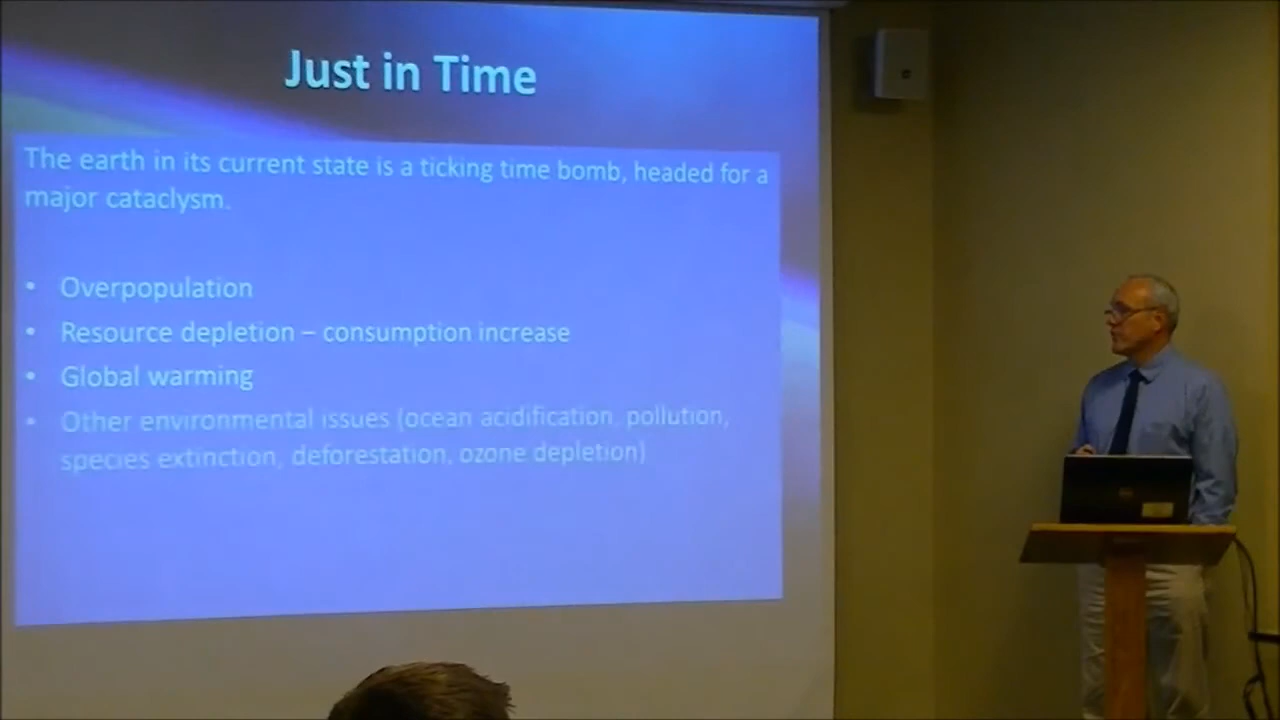 Just in Time
The earth in its current state is a ticking time bomb, headed for a
major cataclysm.
• Overpopulation
• Resource depletion – consumption increase
• Global warming
• Other environmental issues (ocean acidification, pollution,
species extinction, deforestation, ozone depletion)